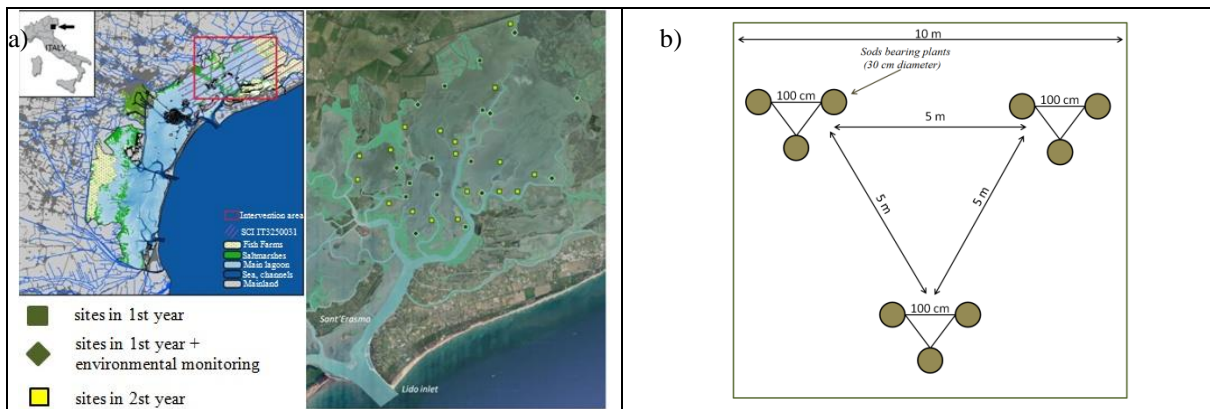 a)
ITALY
Intervention area
SCI IT3250031
Fish Farms
Saltmarshes
Main lagoon
Sea, channels
Mainland
sites in 1st year
sites in 1st year +
environmental monitoring
sites in 2st year
Sant'Erasmo
Lido inlet
b)
10 m
Sods bearing plants
(30 cm diameter)
100 cm
100 cm
5 m
5 m
5 m
100 cm